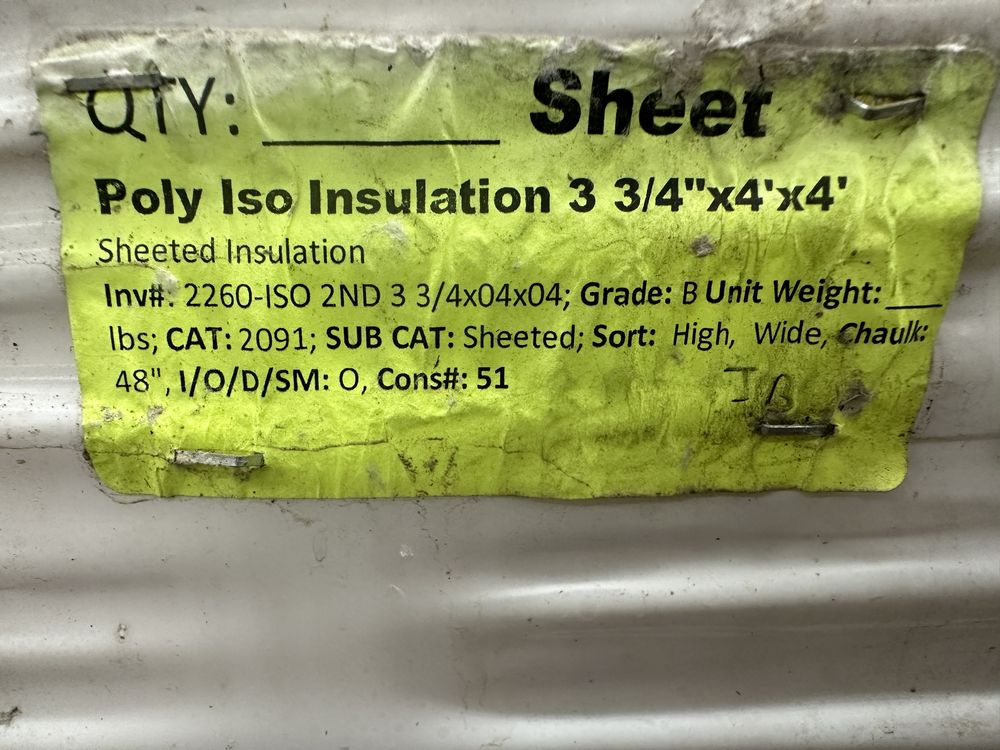 QTY: ________ Sheet
Poly Iso Insulation 3 3/4"x4'x4'
Sheeted Insulation
Inv#: 2260-ISO 2ND 3 3/4x04x04; Grade: B Unit Weight:____
lbs; CAT: 2091; SUB CAT: Sheeted; Sort: High, Wide, Chaulk:
48", I/O/D/SM: O, Cons#: 51